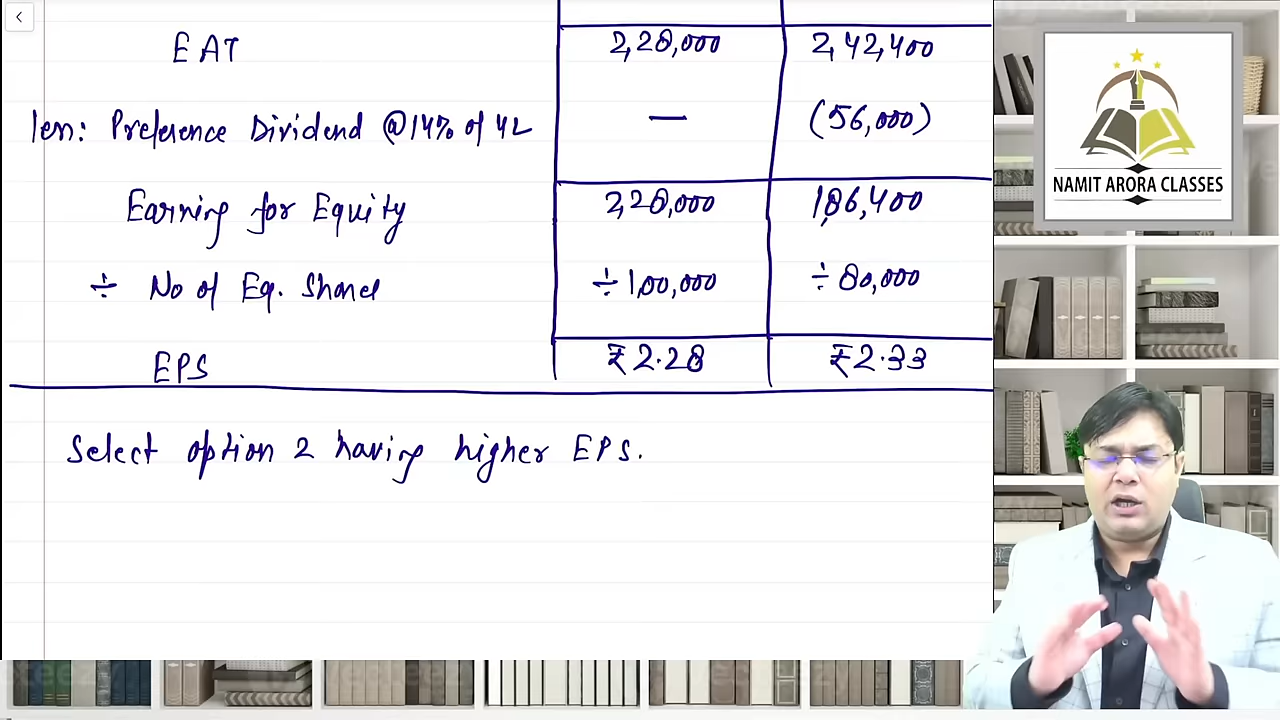 EAT 2,28,000 2,42,400
less: Preference Dividend @14% of 4L — (56,000)
Earning for Equity 2,28,000 1,86,400
÷ No of Eq. Shares ÷ 1,00,000 ÷ 80,000
EPS ₹2.28 ₹2.33
Select option 2 having higher EPS.
NAMIT ARORA CLASSES